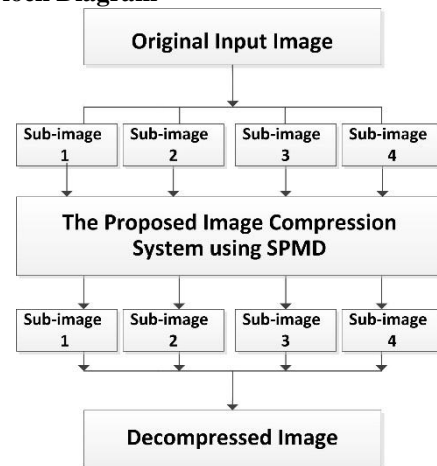 Diagram
Original Input Image
Sub-image 1
Sub-image 2
Sub-image 3
Sub-image 4
The Proposed Image Compression
System using SPMD
Sub-image 1
Sub-image 2
Sub-image 3
Sub-image 4
Decompressed Image